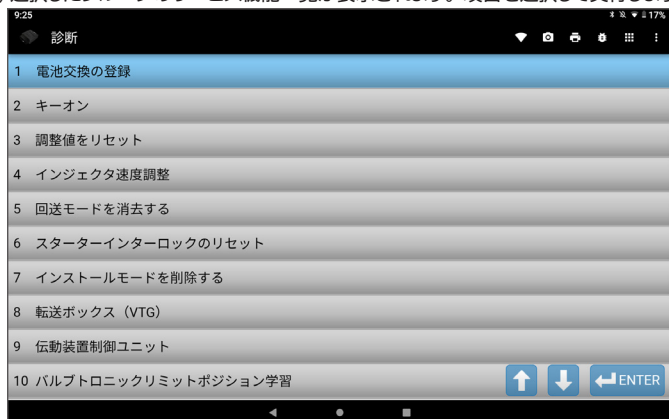 9:25
17%
診断
1 電池交換の登録
2 キーオン
3 調整値をリセット
4 インジェクタ速度調整
5 回送モードを消去する
6 スターターインターロックのリセット
7 インストールモードを削除する
8 転送ボックス（VTG）
9 伝動装置制御ユニット
10 バルブトロニックリミットポジション学習
ENTER